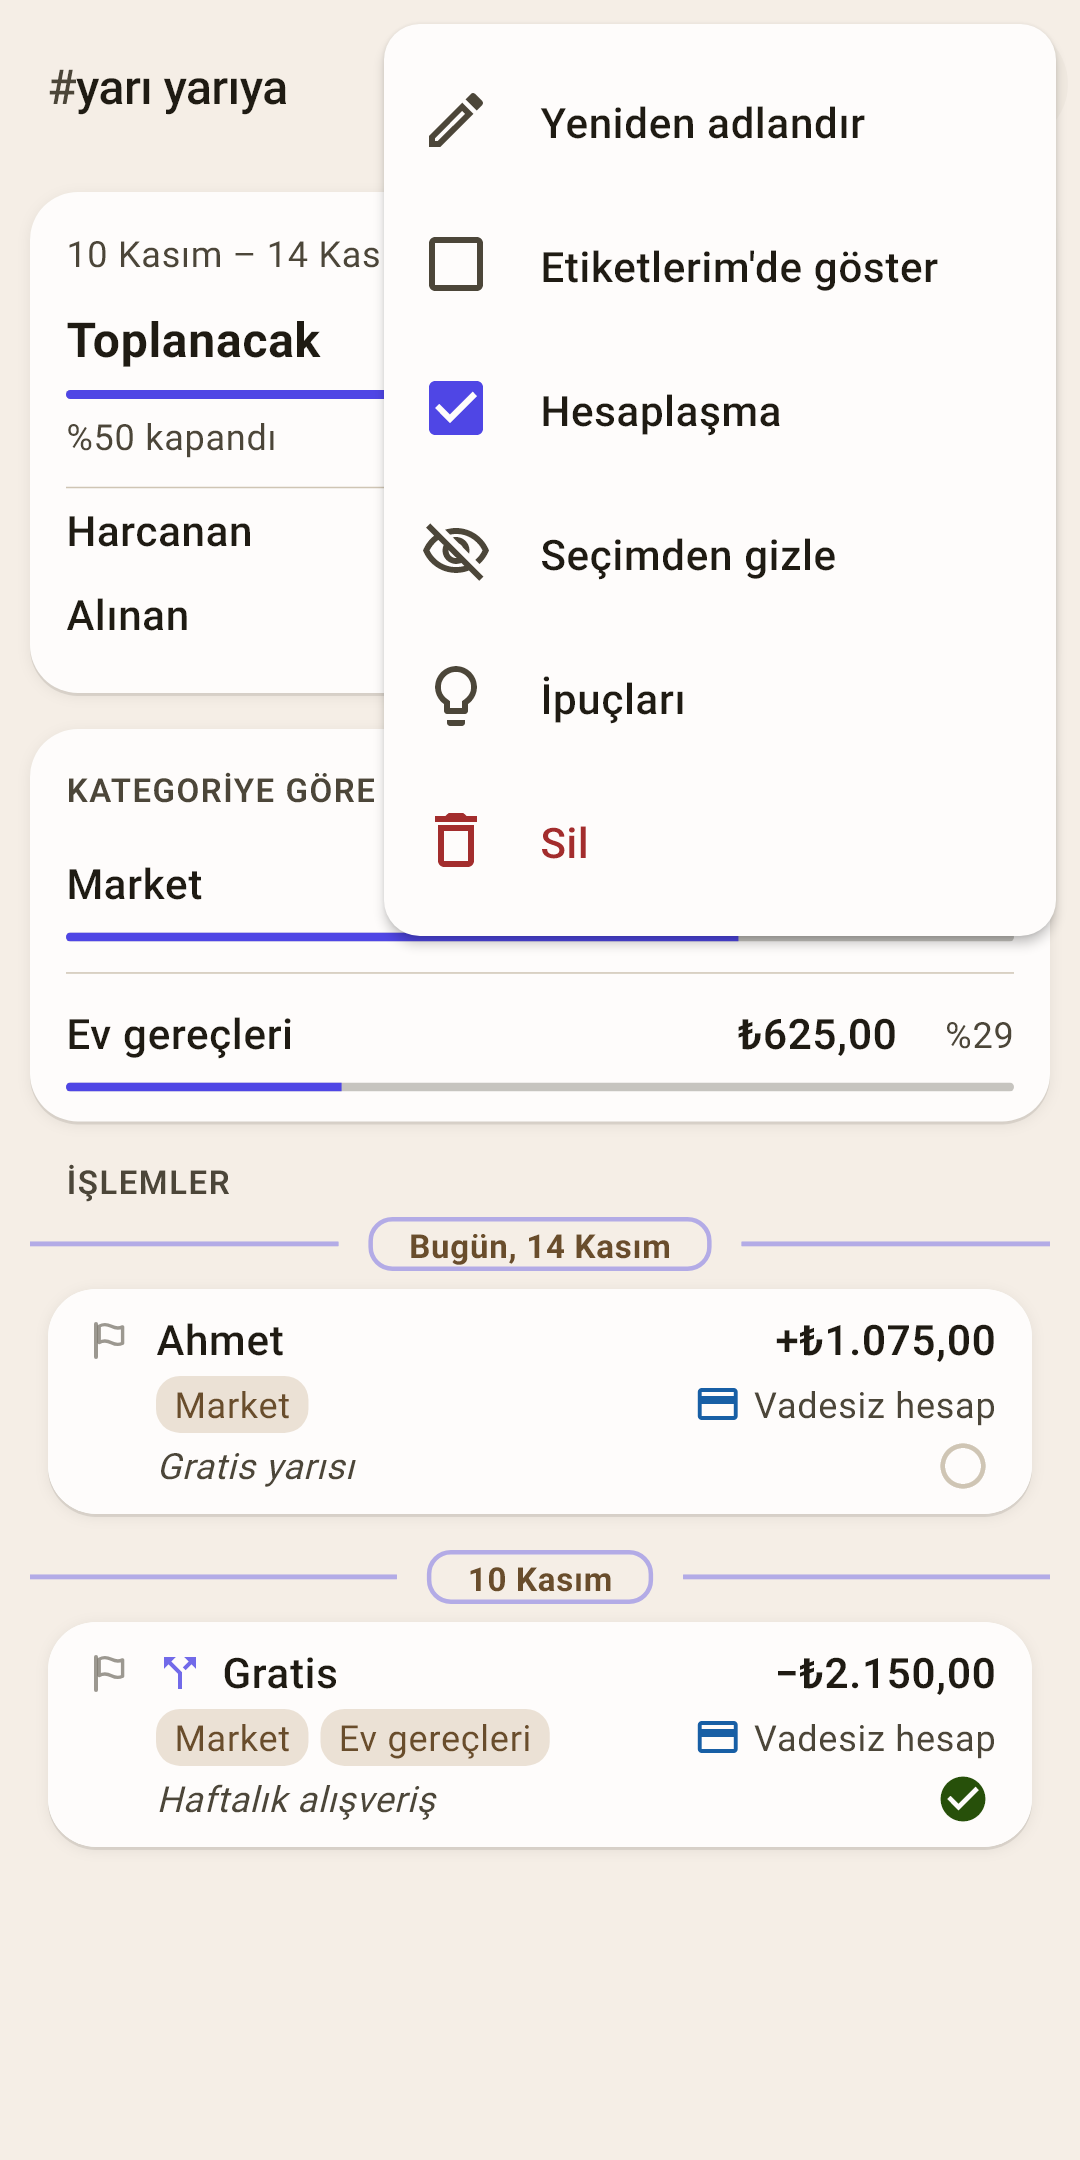 #yarı yarıya
Yeniden adlandır
Etiketlerim'de göster
Hesaplaşma
Seçimden gizle
İpuçları
Sil
10 Kasım – 14 Kas
Toplanacak
%50 kapandı
Harcanan
Alınan
KATEGORİYE GÖRE
Market
Ev gereçleri ₺625,00 %29
İŞLEMLER
Bugün, 14 Kasım
Ahmet +₺1.075,00
Market Vadesiz hesap
Gratis yarısı
10 Kasım
Gratis −₺2.150,00
Market Ev gereçleri Vadesiz hesap
Haftalık alışveriş